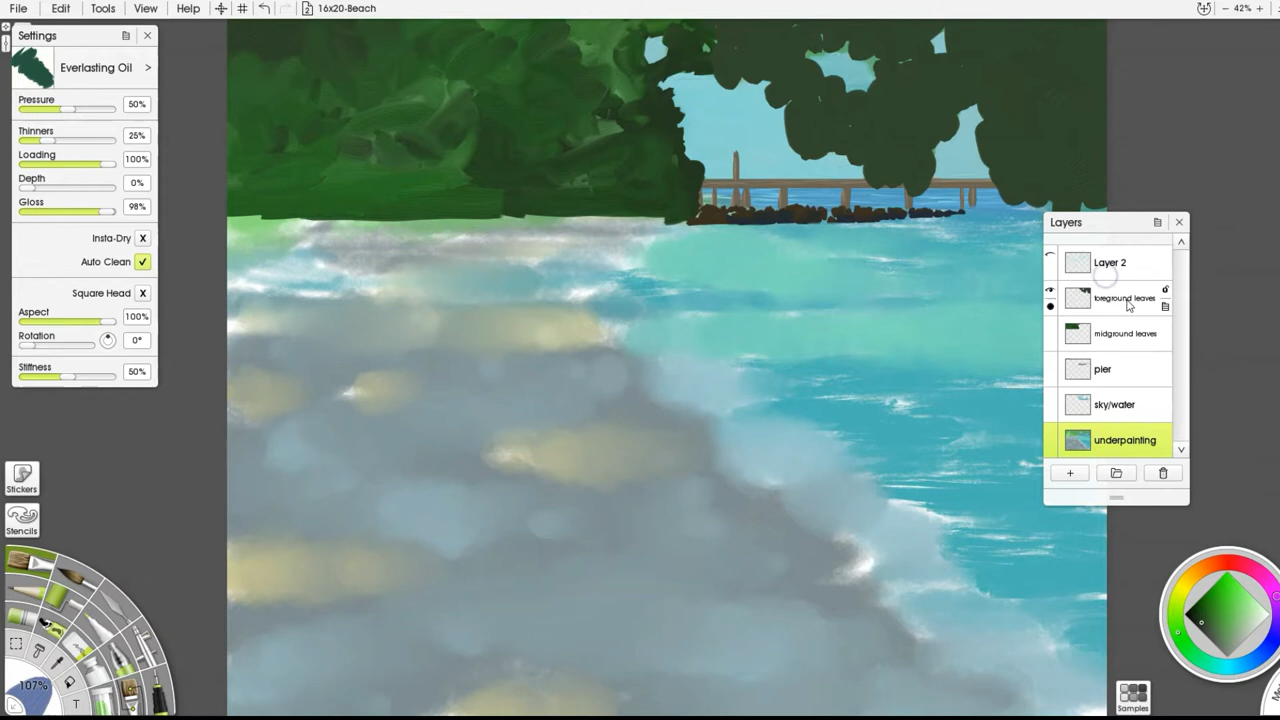 File Edit Tools View Help 2 16x20-Beach 42%
Settings
Everlasting Oil >
Pressure 50%
Thinners 25%
Loading 100%
Depth 0%
Gloss 98%
Insta-Dry X
Auto Clean ✓
Square Head X
Aspect 100%
Rotation 0°
Stiffness 50%
Stickers
Stencils
107%
T
Layers
Layer 2
foreground leaves
midground leaves
pier
sky/water
underpainting
Samples